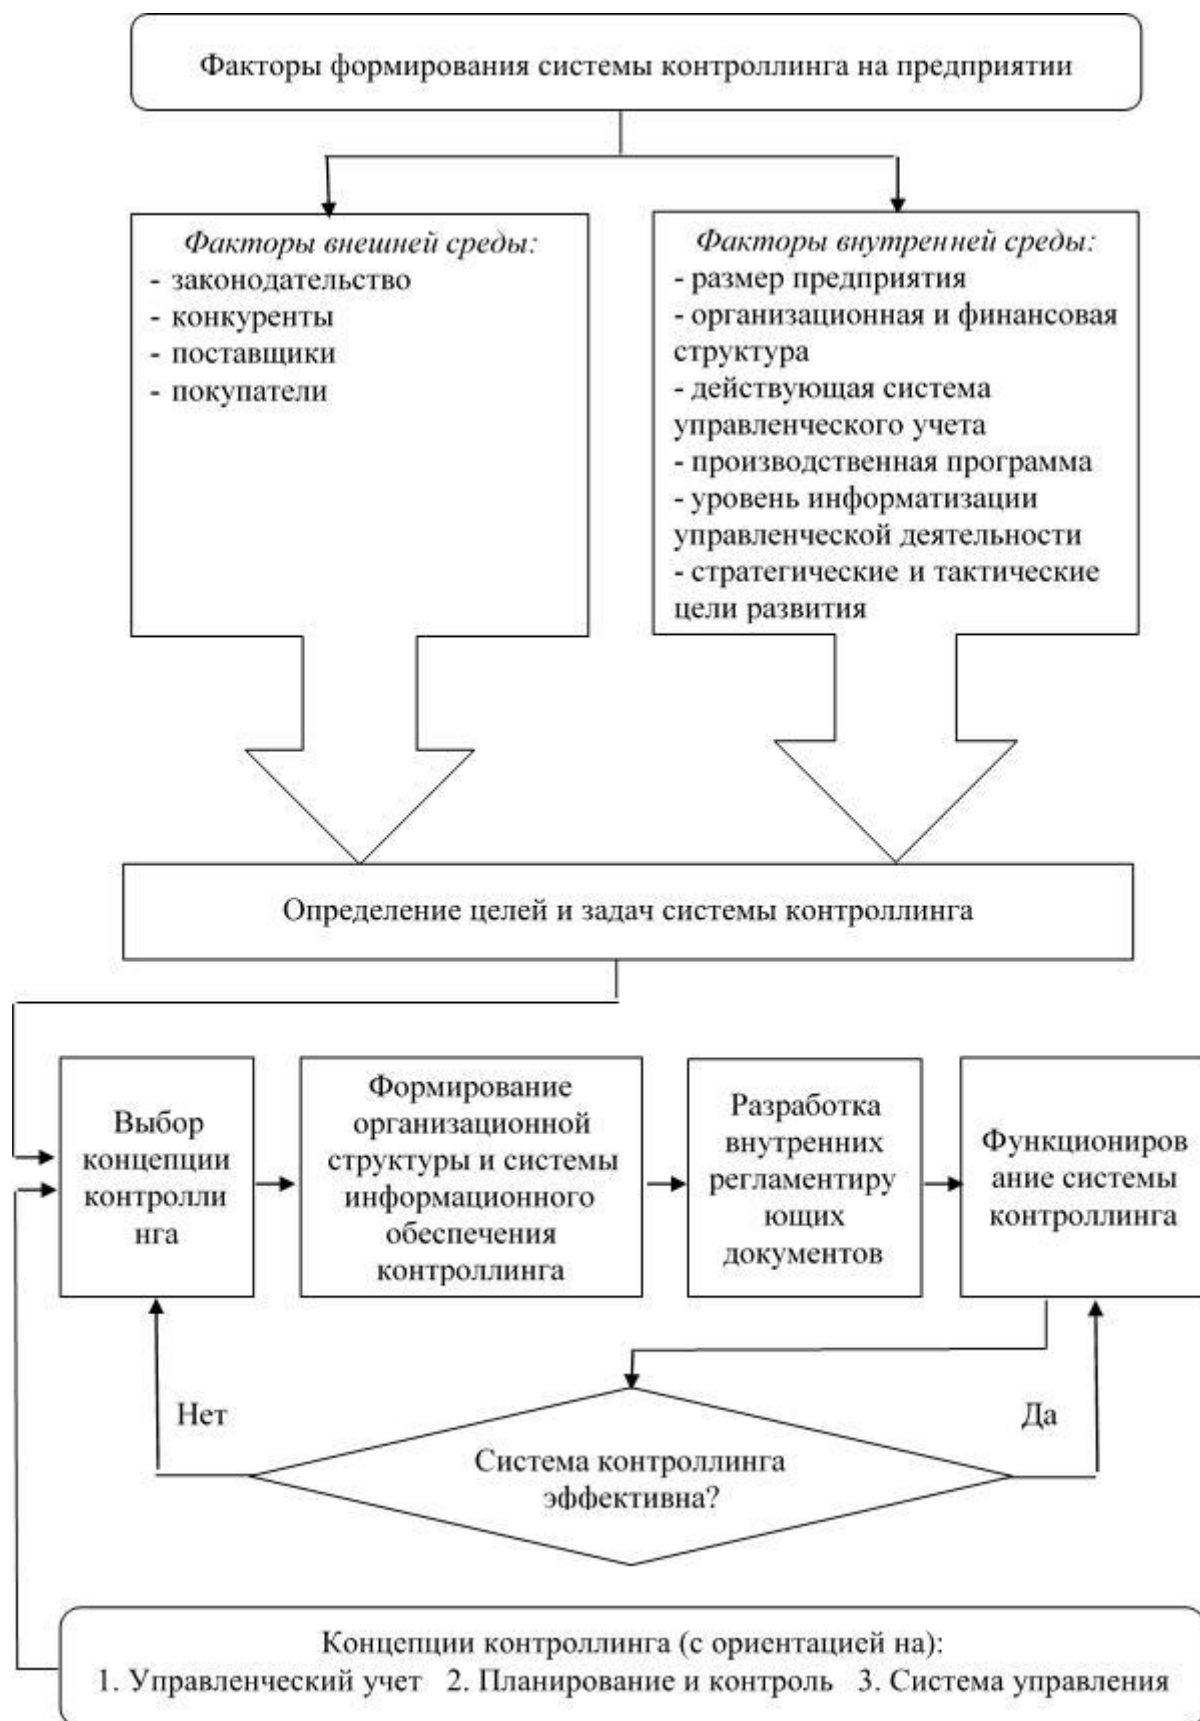 Факторы формирования системы контроллинга на предприятии
Факторы внешней среды:
- законодательство
- конкуренты
- поставщики
- покупатели
Факторы внутренней среды:
- размер предприятия
- организационная и финансовая
структура
- действующая система
управленческого учета
- производственная программа
- уровень информатизации
управленческой деятельности
- стратегические и тактические
цели развития
Определение целей и задач системы контроллинга
Выбор
концепции
контролли
нга
Формирование
организационной
структуры и системы
информационного
обеспечения
контроллинга
Разработка
внутренних
регламентиру
ющих
документов
Функциониров
ание системы
контроллинга
Нет
Да
Система контроллинга
эффективна?
Концепции контроллинга (с ориентацией на):
1. Управленческий учет 2. Планирование и контроль 3. Система управления